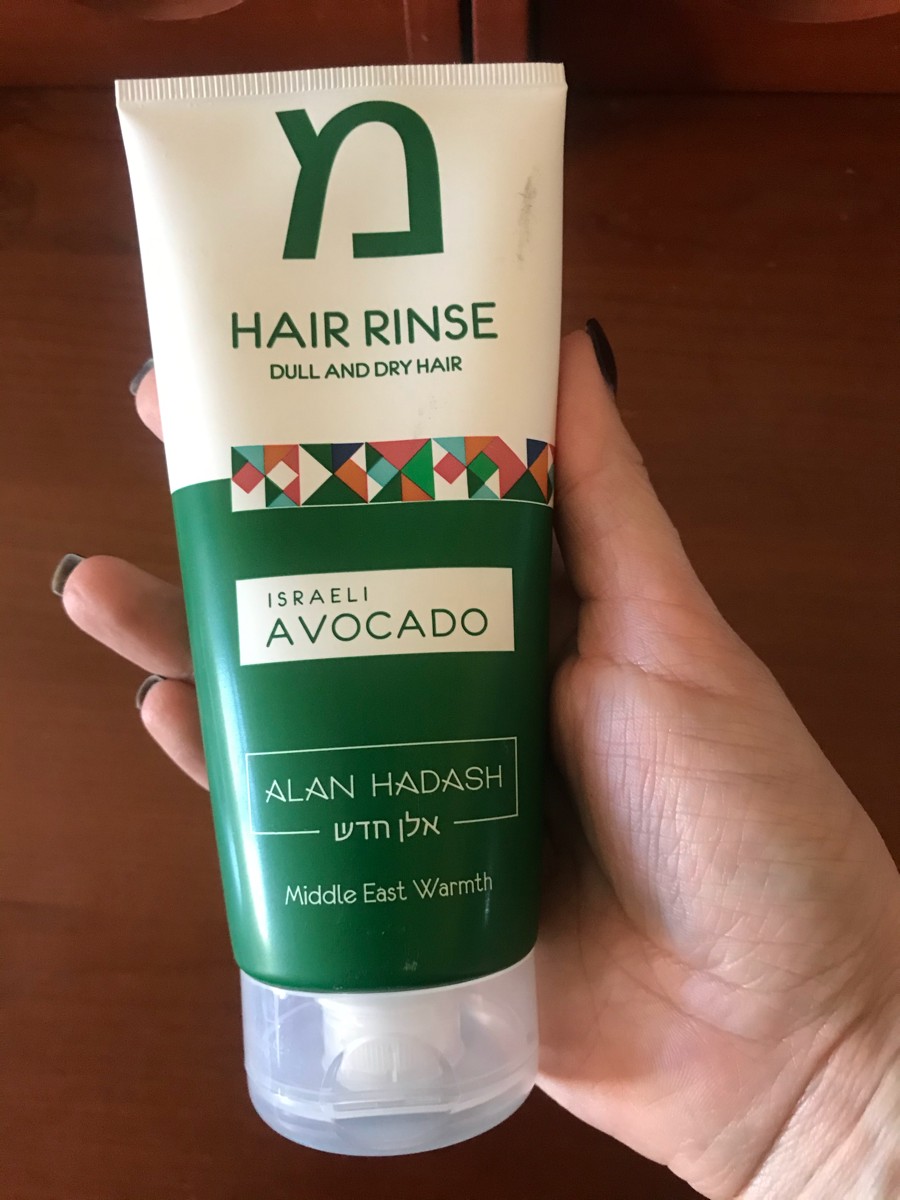 מ
HAIR RINSE
DULL AND DRY HAIR
ISRAELI
AVOCADO
ALAN HADASH
אלן חדש
Middle East Warmth